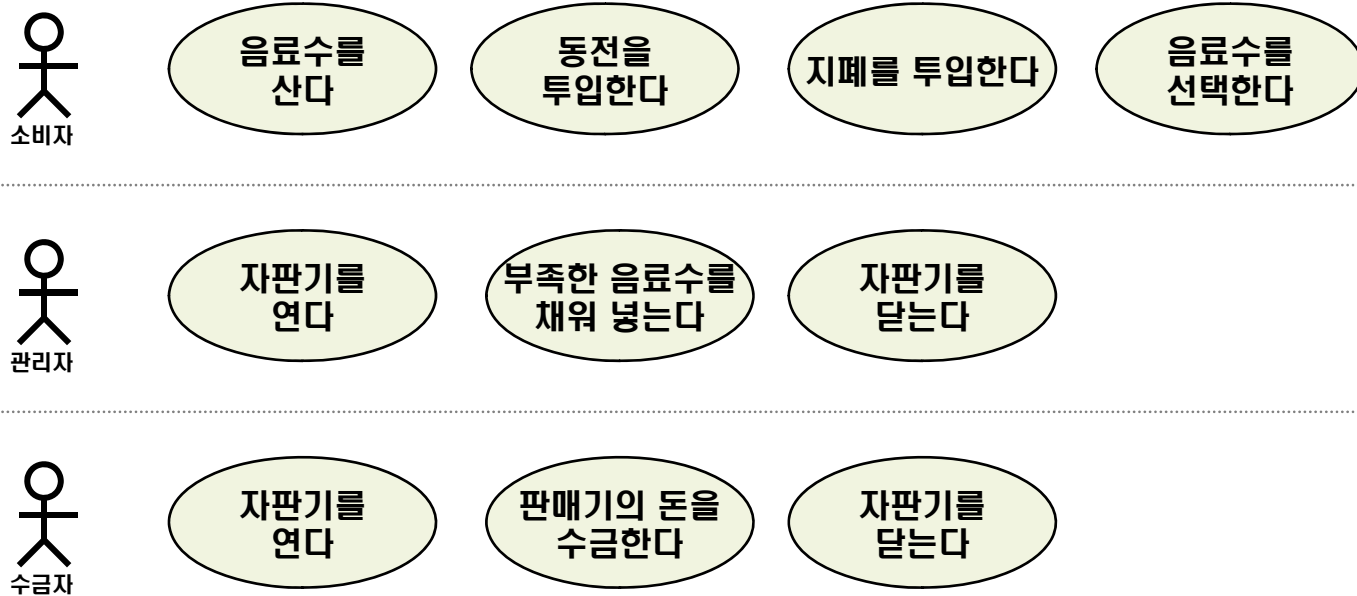 음료수를
산다
동전을
투입한다
지폐를 투입한다
음료수를
선택한다
소비자
자판기를
연다
부족한 음료수를
채워 넣는다
자판기를
닫는다
관리자
자판기를
연다
판매기의 돈을
수금한다
자판기를
닫는다
수금자